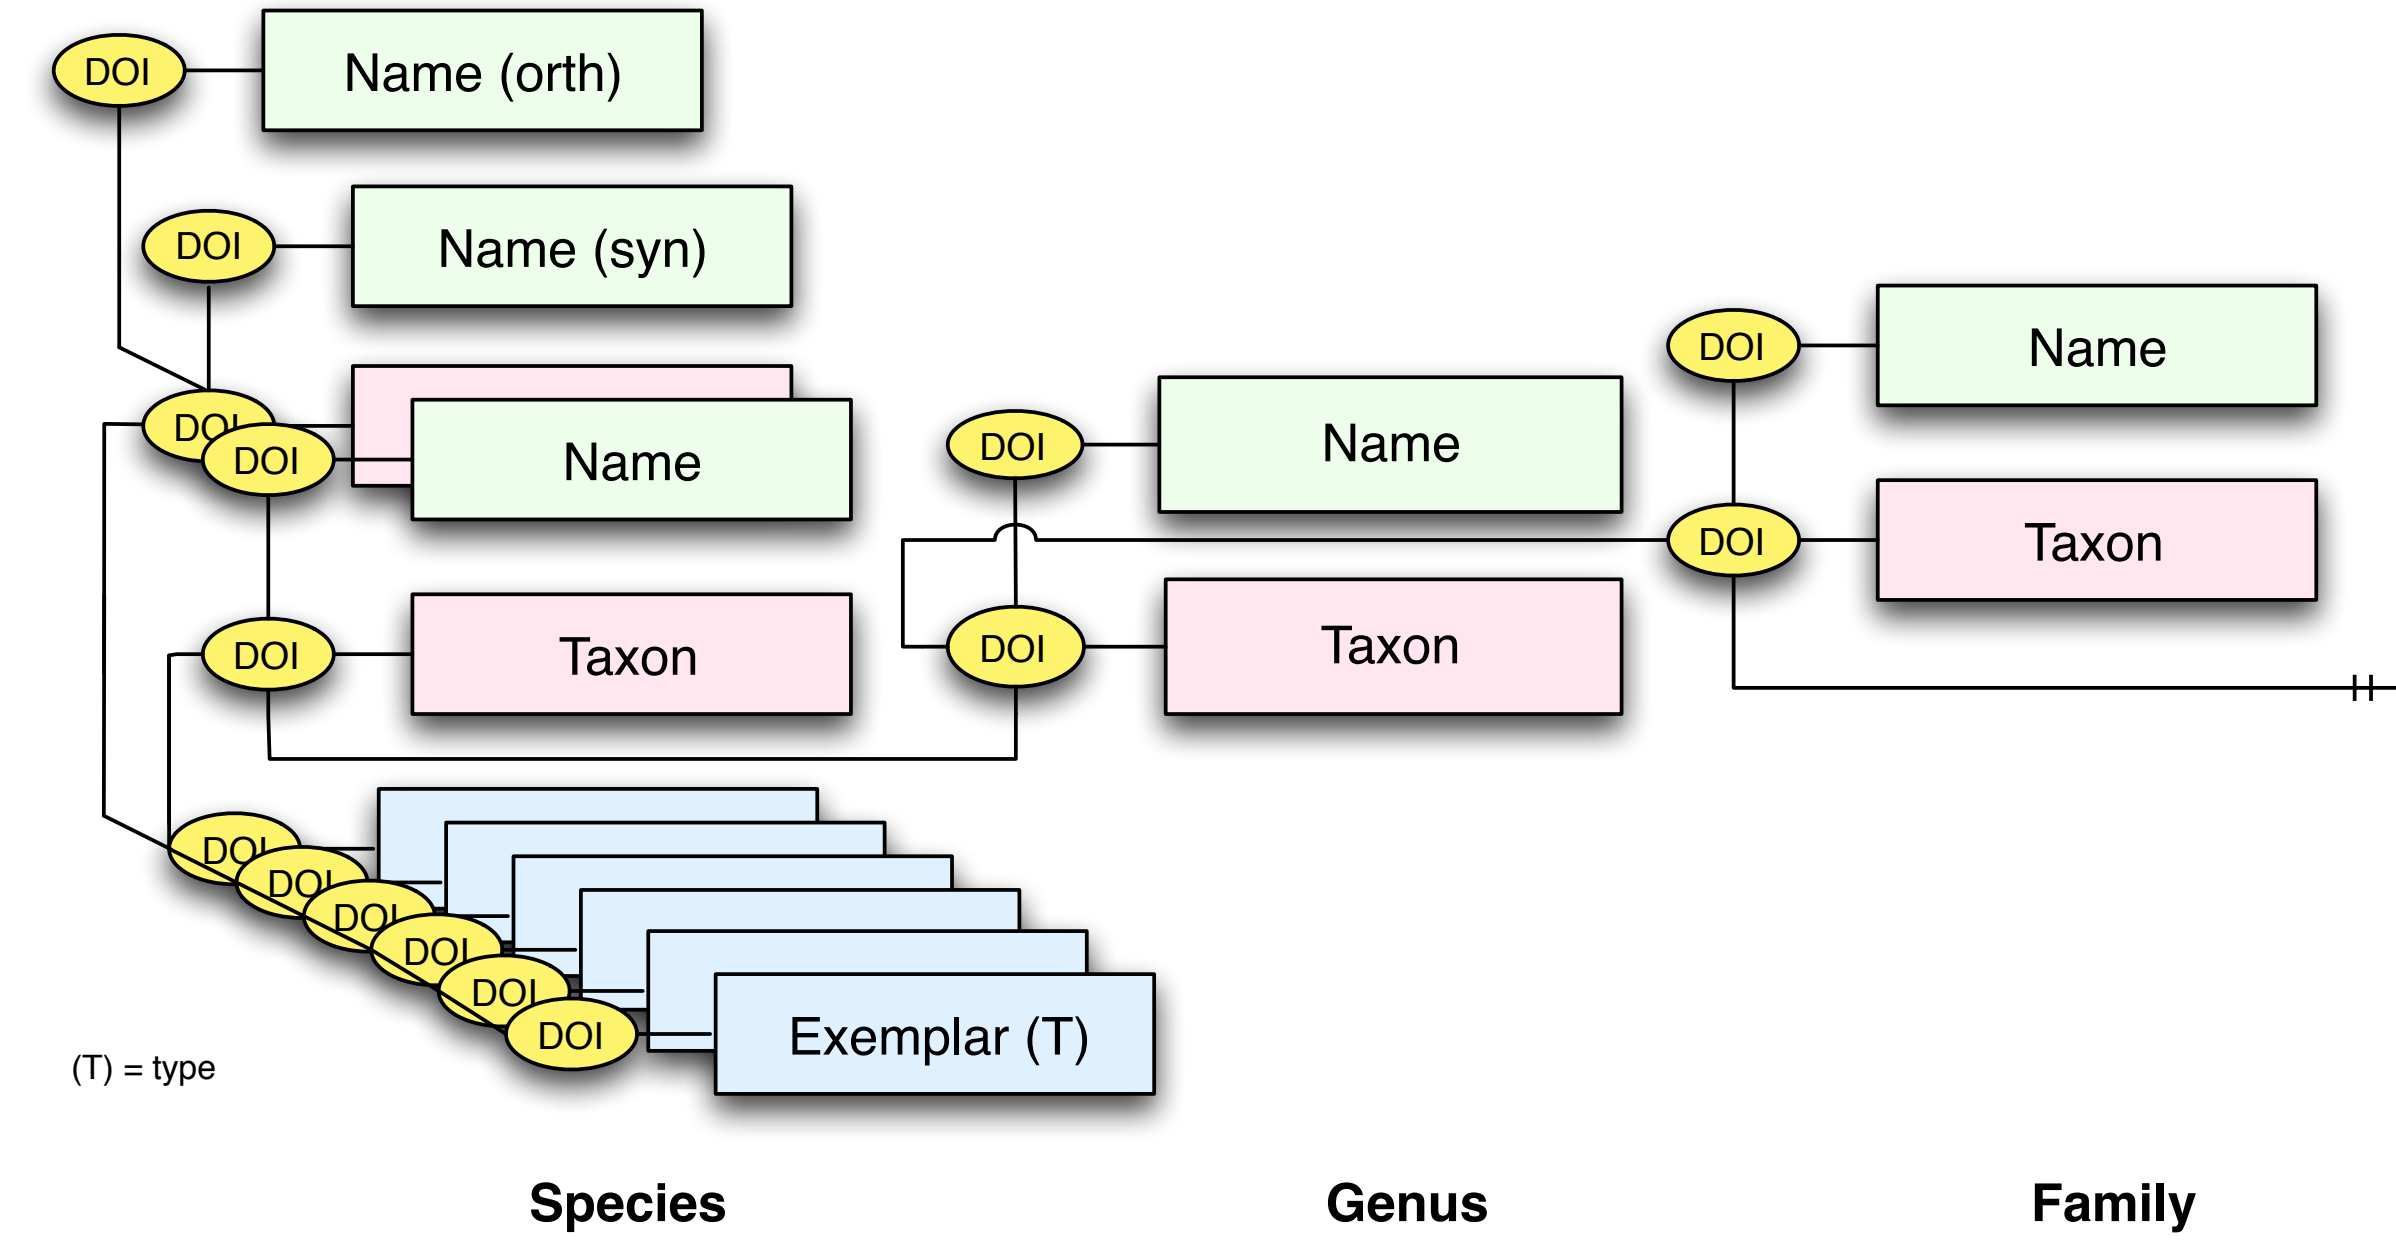 DOI
Name (orth)
DOI
Name (syn)
DOI
DOI
Name
DOI
Taxon
DOI
DOI
DOI
DOI
DOI
DOI
Exemplar (T)
(T) = type
DOI
Name
DOI
Taxon
DOI
Name
DOI
Taxon
Species
Genus
Family